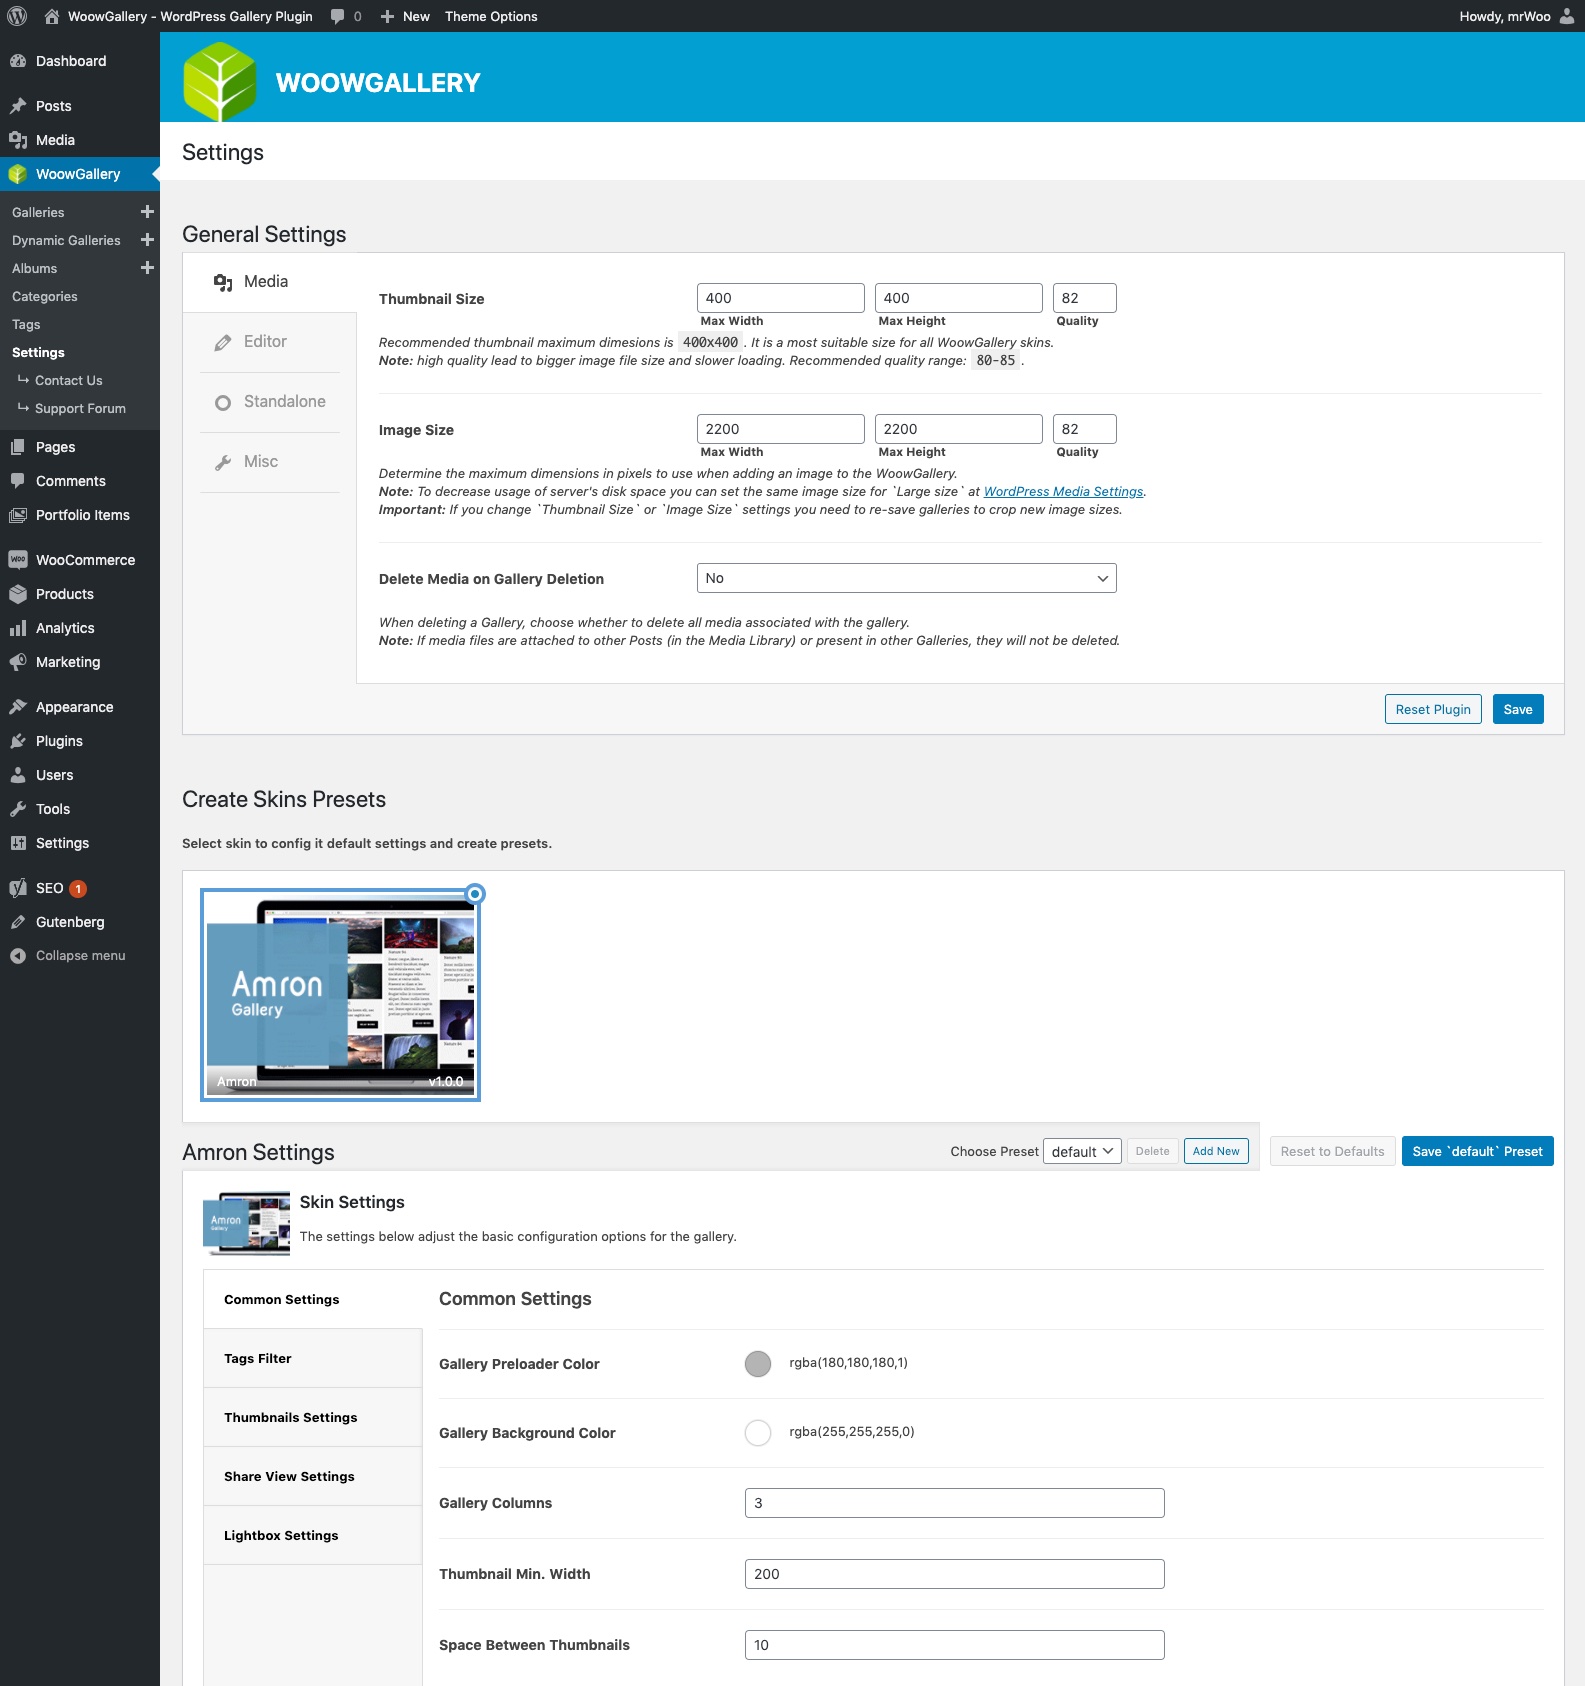 WoowGallery - WordPress Gallery Plugin 0 New Theme Options Howdy, mrWoo
Dashboard
Posts
Media
WoowGallery
Galleries
Dynamic Galleries
Albums
Categories
Tags
Settings
Contact Us
Support Forum
Pages
Comments
Portfolio Items
WooCommerce
Products
Analytics
Marketing
Appearance
Plugins
Users
Tools
Settings
SEO 1
Gutenberg
Collapse menu
WOOWGALLERY
Settings
General Settings
Media
Editor
Standalone
Misc
Thumbnail Size 400 400 82
Max Width Max Height Quality
Recommended thumbnail maximum dimesions is 400x400 . It is a most suitable size for all WoowGallery skins.
Note: high quality lead to bigger image file size and slower loading. Recommended quality range: 80-85 .
Image Size 2200 2200 82
Max Width Max Height Quality
Determine the maximum dimensions in pixels to use when adding an image to the WoowGallery.
Note: To decrease usage of server's disk space you can set the same image size for `Large size` at WordPress Media Settings.
Important: If you change `Thumbnail Size` or `Image Size` settings you need to re-save galleries to crop new image sizes.
Delete Media on Gallery Deletion No
When deleting a Gallery, choose whether to delete all media associated with the gallery.
Note: If media files are attached to other Posts (in the Media Library) or present in other Galleries, they will not be deleted.
Reset Plugin Save
Create Skins Presets
Select skin to config it default settings and create presets.
Amron
Gallery
Amron v1.0.0
Amron Settings Choose Preset default Delete Add New Reset to Defaults Save `default` Preset
Amron
Gallery
Skin Settings
The settings below adjust the basic configuration options for the gallery.
Common Settings
Tags Filter
Thumbnails Settings
Share View Settings
Lightbox Settings
Common Settings
Gallery Preloader Color rgba(180,180,180,1)
Gallery Background Color rgba(255,255,255,0)
Gallery Columns 3
Thumbnail Min. Width 200
Space Between Thumbnails 10